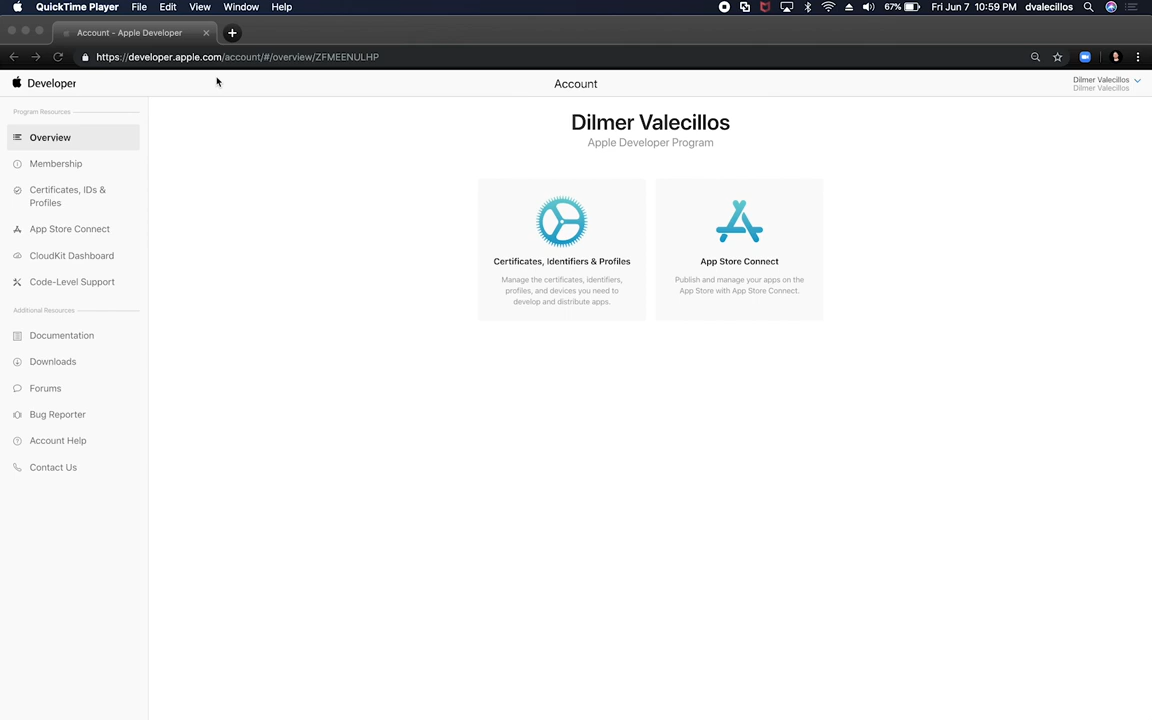 QuickTime Player File Edit View Window Help 67% Fri Jun 7 10:59 PM dvalecillos
Account - Apple Developer
https://developer.apple.com/account/#/overview/ZFMEENULHP
Developer
Account
Dilmer Valecillos
Dilmer Valecillos
Program Resources
Overview
Membership
Certificates, IDs &
Profiles
App Store Connect
CloudKit Dashboard
Code-Level Support
Additional Resources
Documentation
Downloads
Forums
Bug Reporter
Account Help
Contact Us
Dilmer Valecillos
Apple Developer Program
Certificates, Identifiers & Profiles
Manage the certificates, identifiers,
profiles, and devices you need to
develop and distribute apps.
App Store Connect
Publish and manage your apps on the
App Store with App Store Connect.